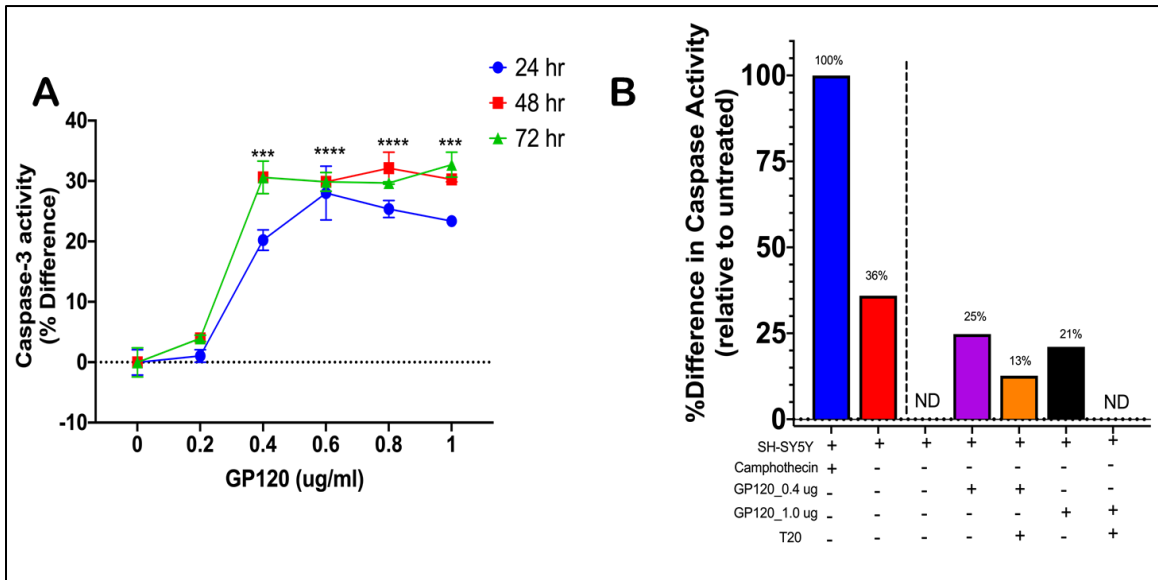 A
24 hr
48 hr
72 hr
Caspase-3 activity
(% Difference)
40
30
20
10
0
-10
*** **** **** ***
0 0.2 0.4 0.6 0.8 1
GP120 (ug/ml)
B
%Difference in Caspase Activity
(relative to untreated)
100
75
50
25
0
100%
36%
ND
25%
13%
21%
ND
SH-SY5Y + + + + + + +
Camphothecin + - - - - - -
GP120_0.4 ug - - - + + - -
GP120_1.0 ug - - - - - + +
T20 - - - - + - +